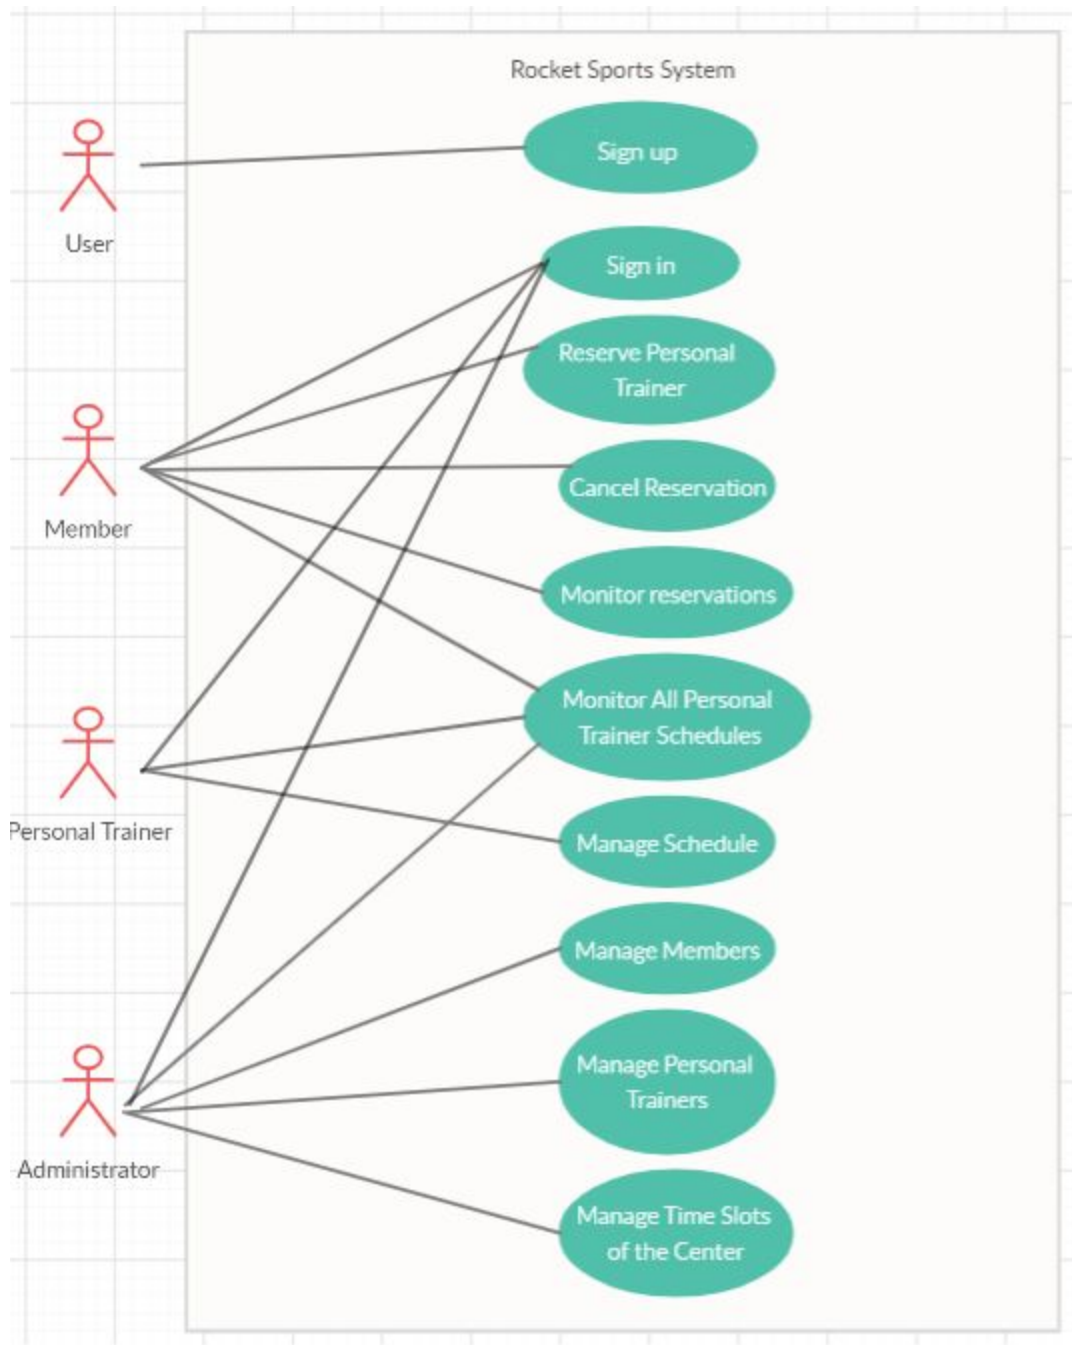 Rocket Sports System
Sign up
User
Sign in
Reserve Personal
Trainer
Member
Cancel Reservation
Monitor reservations
Monitor All Personal
Trainer Schedules
Personal Trainer
Manage Schedule
Manage Members
Manage Personal
Trainers
Administrator
Manage Time Slots
of the Center